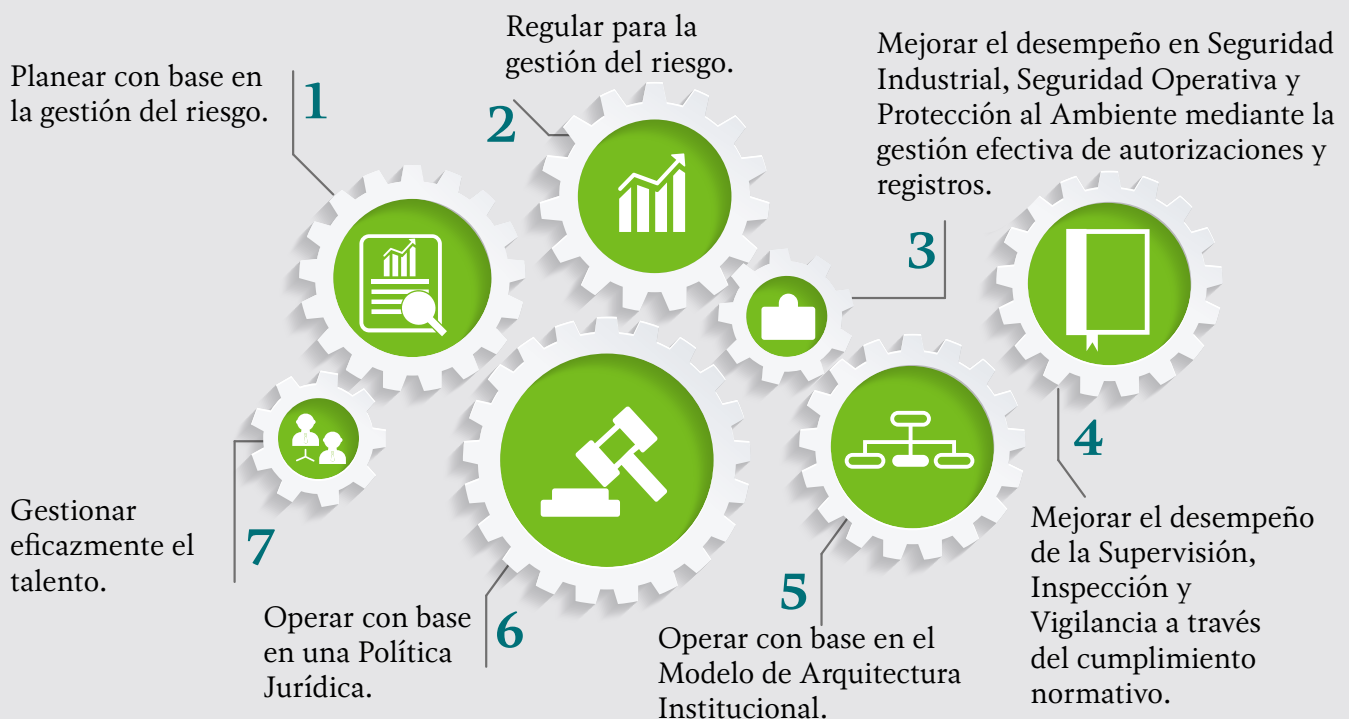 Planear con base en
la gestión del riesgo.
1
Regular para la
gestión del riesgo.
2
Mejorar el desempeño en Seguridad
Industrial, Seguridad Operativa y
Protección al Ambiente mediante la
gestión efectiva de autorizaciones y
registros.
3
4
Mejorar el desempeño
de la Supervisión,
Inspección y
Vigilancia a través
del cumplimiento
normativo.
5
Operar con base en el
Modelo de Arquitectura
Institucional.
6
Operar con base
en una Política
Jurídica.
7
Gestionar
eficazmente el
talento.